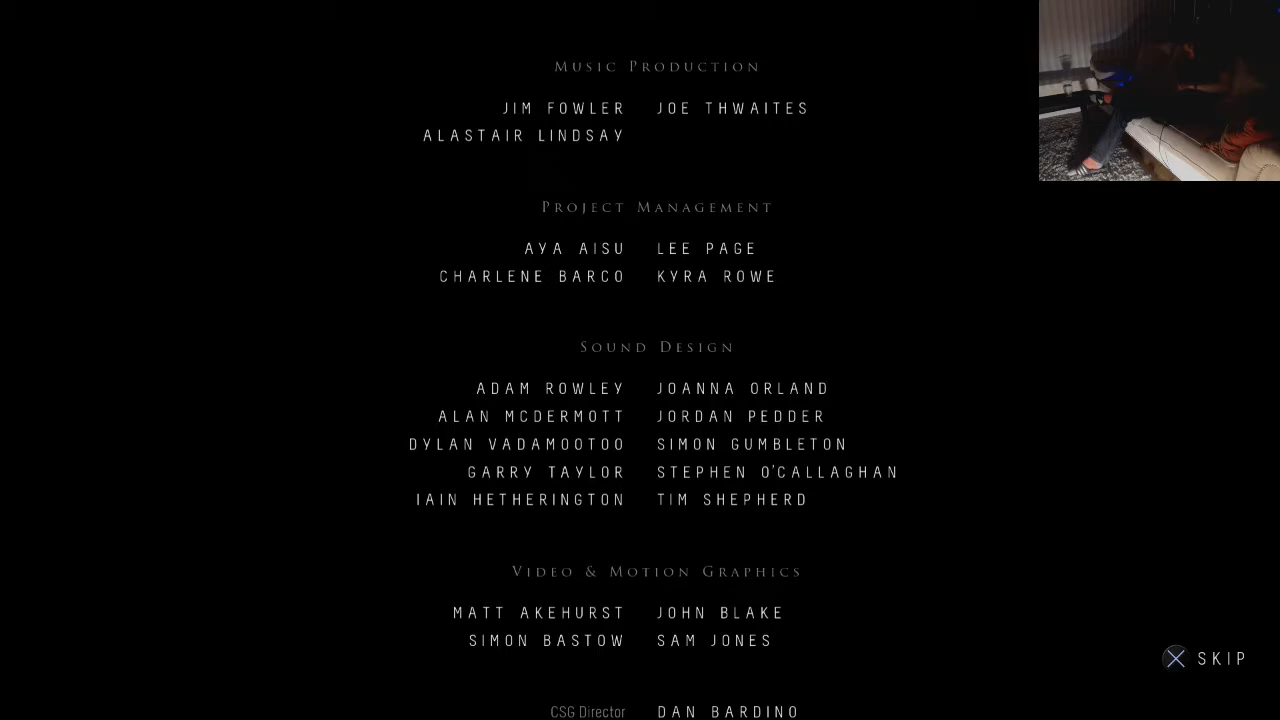 MUSIC PRODUCTION
JIM FOWLER JOE THWAITES
ALASTAIR LINDSAY
PROJECT MANAGEMENT
AYA AISU LEE PAGE
CHARLENE BARCO KYRA ROWE
SOUND DESIGN
ADAM ROWLEY JOANNA ORLAND
ALAN MCDERMOTT JORDAN PEDDER
DYLAN VADAMOOTOO SIMON GUMBLETON
GARRY TAYLOR STEPHEN O'CALLAGHAN
IAIN HETHERINGTON TIM SHEPHERD
VIDEO & MOTION GRAPHICS
MATT AKEHURST JOHN BLAKE
SIMON BASTOW SAM JONES
SKIP
CSG Director DAN BARDINO